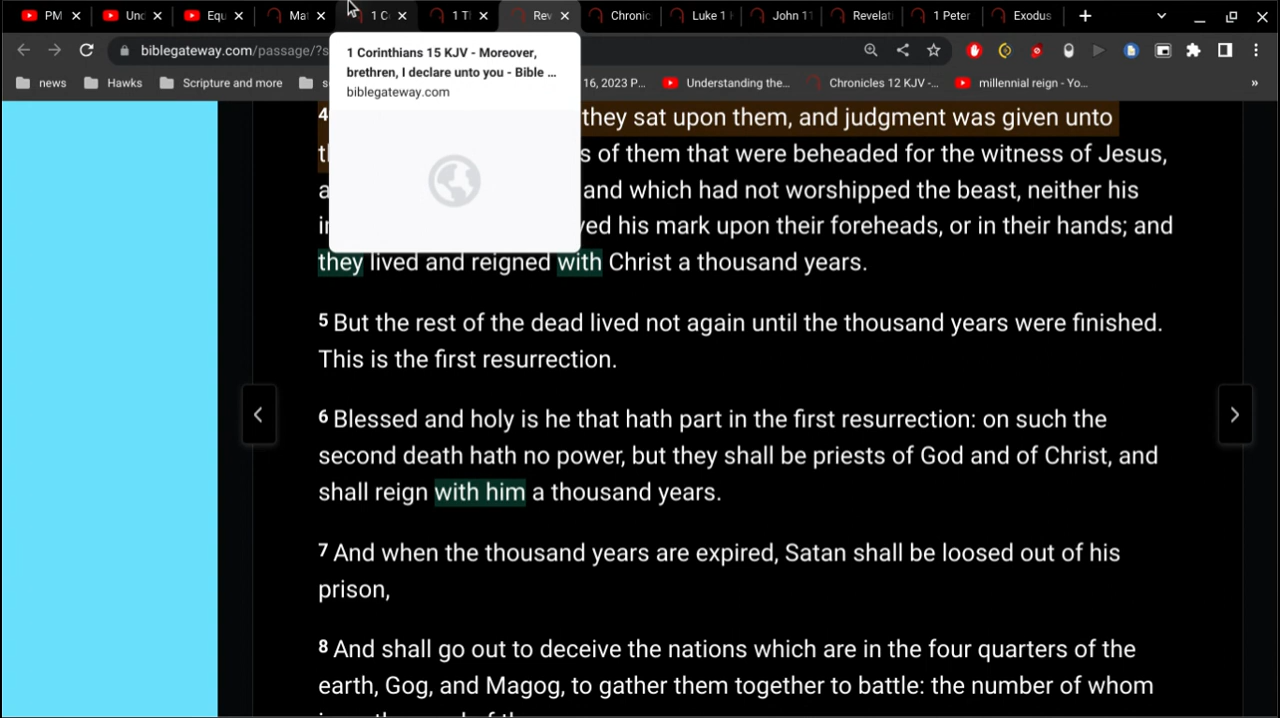 PM
Und
Equ
Mat
1 Co
1 Th
Rev
Chronic
Luke 1
John 11
Revelati
1 Peter
Exodus
biblegateway.com/passage/?s
news
Hawks
Scripture and more
16, 2023 P...
Understanding the...
Chronicles 12 KJV -...
millennial reign - Yo...
»
1 Corinthians 15 KJV - Moreover,
brethren, I declare unto you - Bible ...
biblegateway.com
4 they sat upon them, and judgment was given unto
s of them that were beheaded for the witness of Jesus,
and which had not worshipped the beast, neither his
ved his mark upon their foreheads, or in their hands; and
they lived and reigned with Christ a thousand years.
5 But the rest of the dead lived not again until the thousand years were finished.
This is the first resurrection.
6 Blessed and holy is he that hath part in the first resurrection: on such the
second death hath no power, but they shall be priests of God and of Christ, and
shall reign with him a thousand years.
7 And when the thousand years are expired, Satan shall be loosed out of his
prison,
8 And shall go out to deceive the nations which are in the four quarters of the
earth, Gog, and Magog, to gather them together to battle: the number of whom